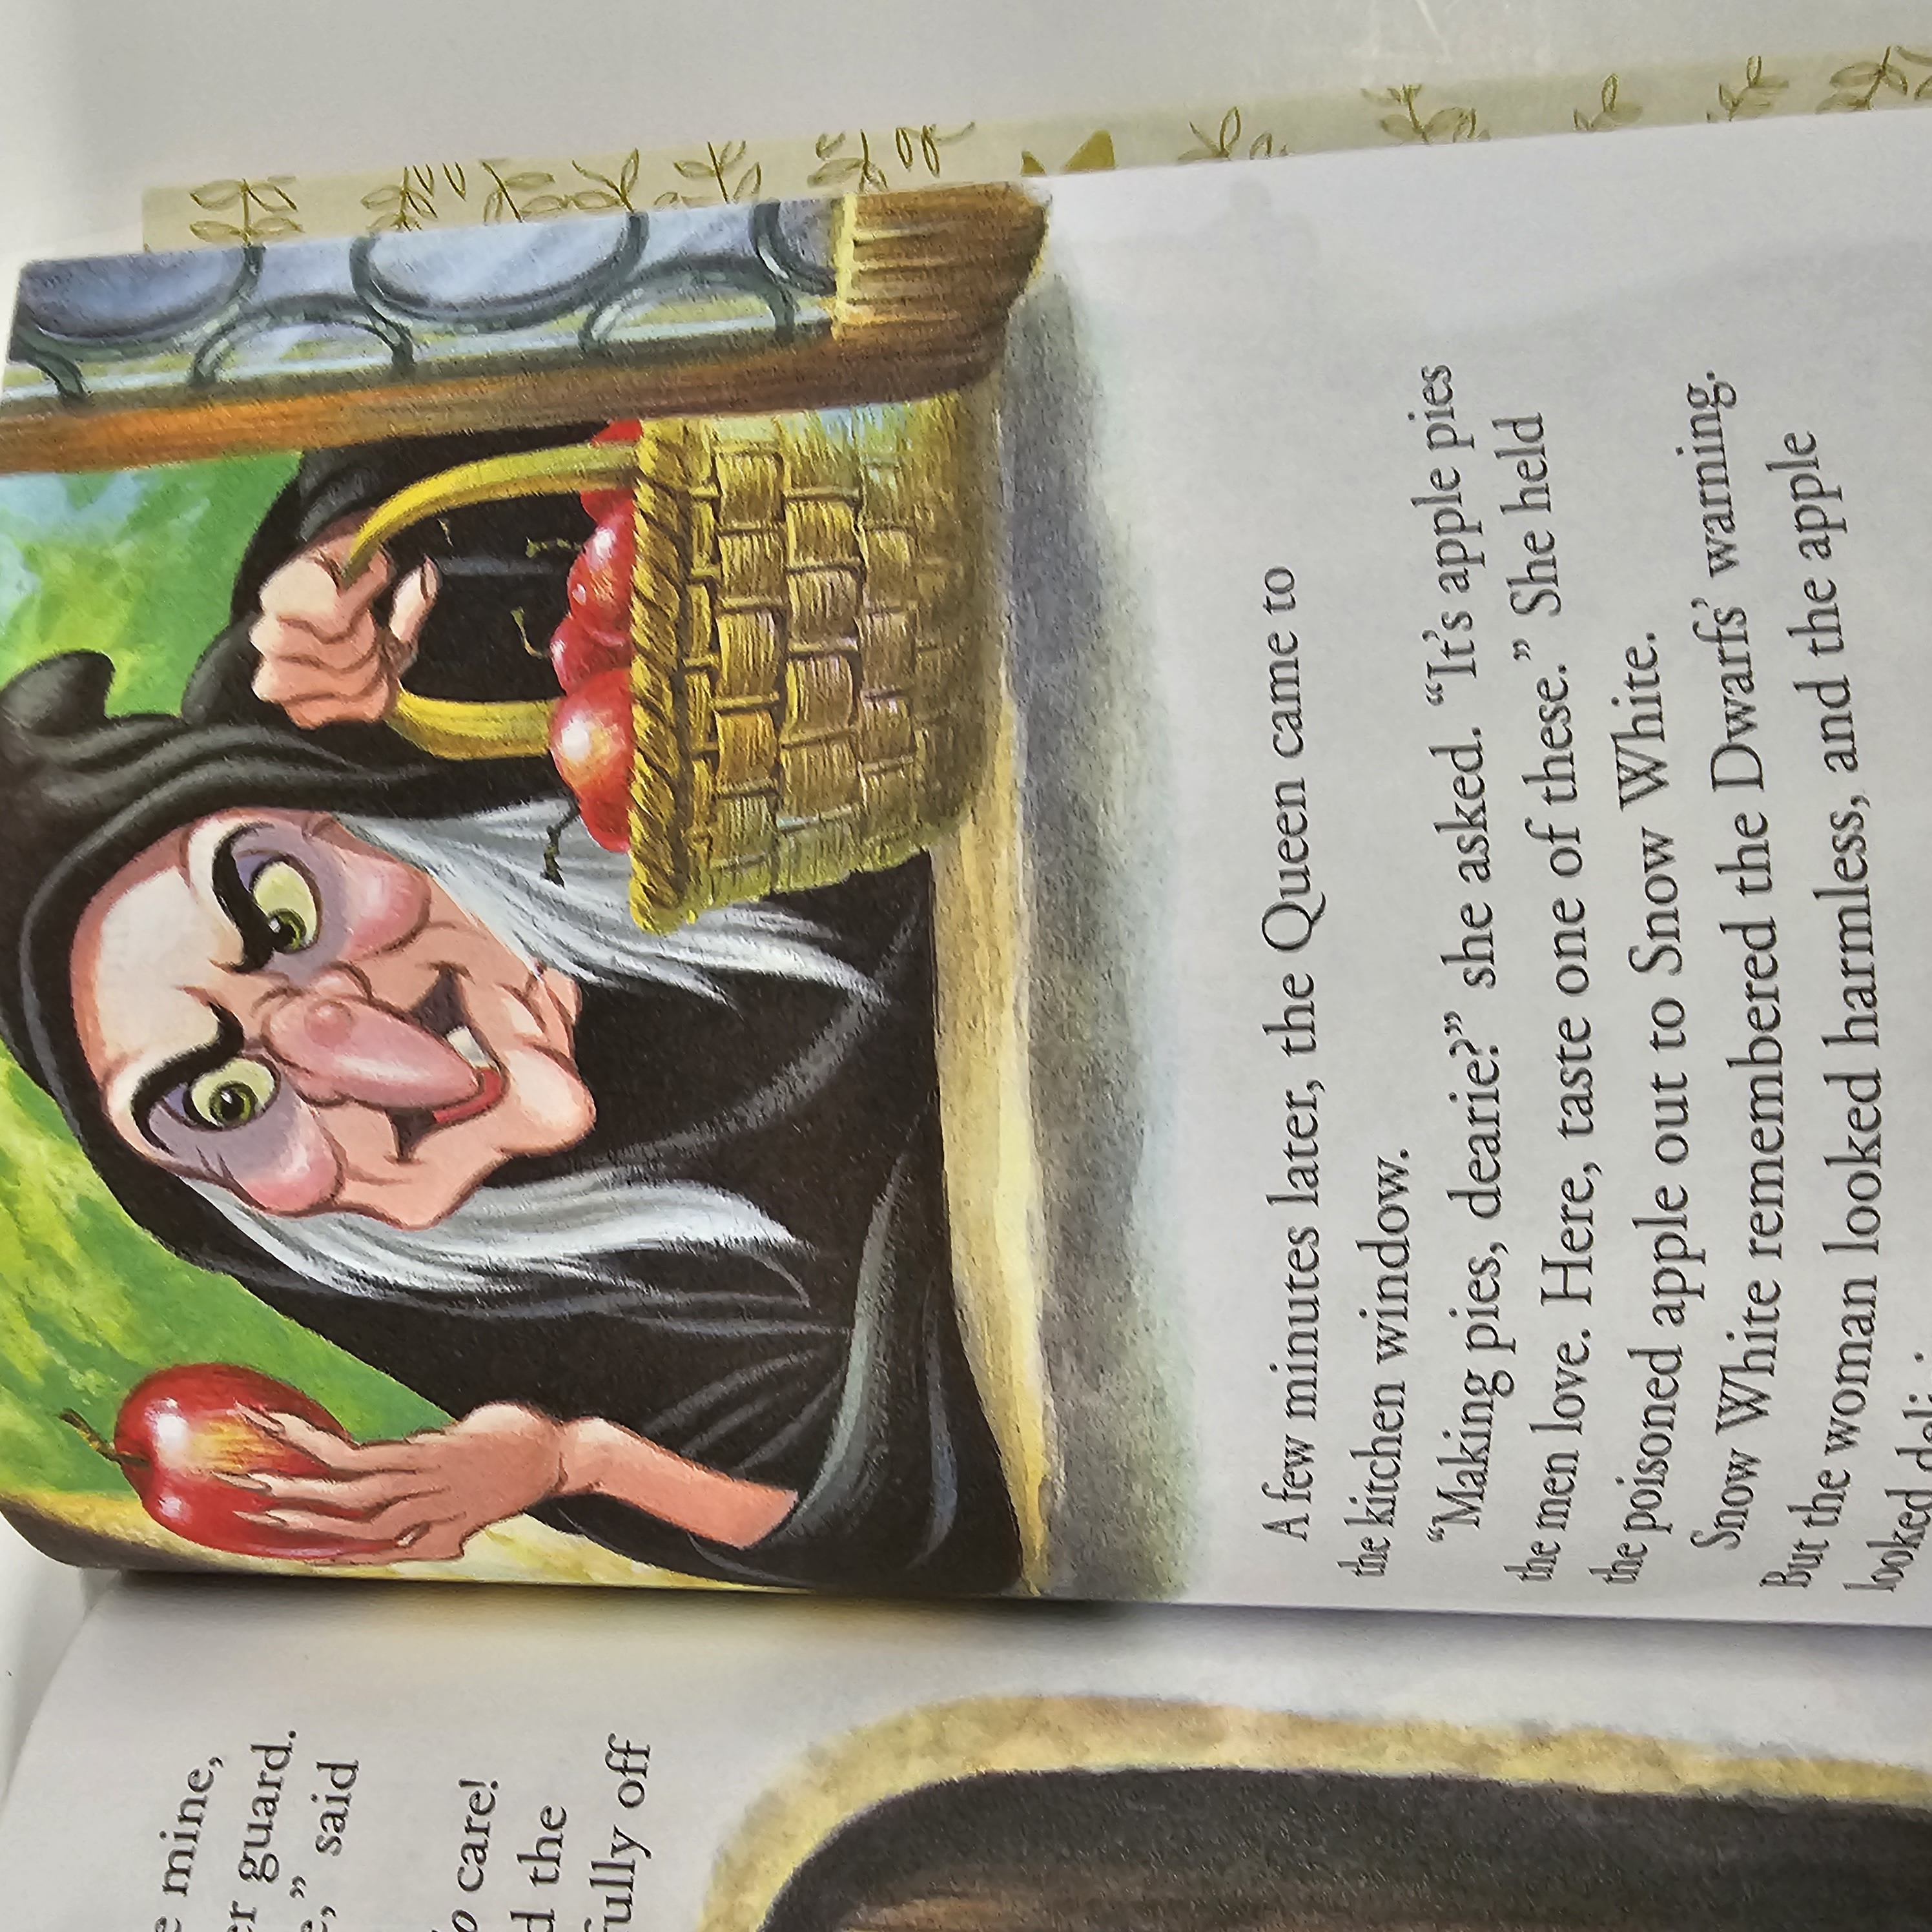 mine,
guard.
said
care!
the
off
A few minutes later, the Queen came to
the kitchen window.
“Making pies, dearie?” she asked. “It’s apple pies
the men love. Here, taste one of these.” She held
the poisoned apple out to Snow White.
Snow White remembered the Dwarfs’ warning.
But the woman looked harmless, and the apple
looked